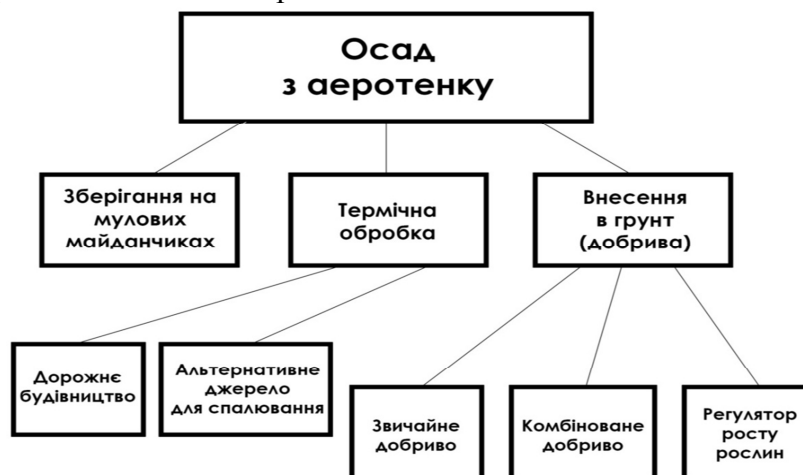 Осад
з аеротенку
Зберігання на
мулових
майданчиках
Термічна
обробка
Внесення
в грунт
(добрива)
Дорожнє
будівництво
Альтернативне
джерело
для спалювання
Звичайне
добриво
Комбіноване
добриво
Регулятор
росту
рослин